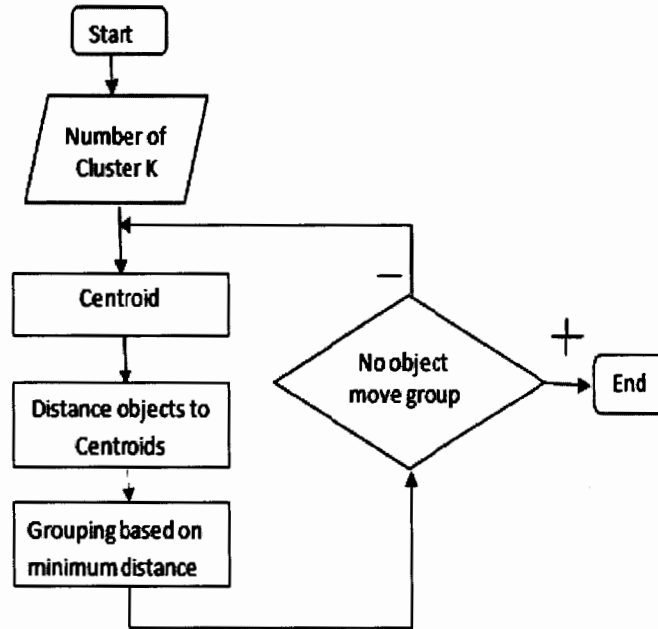 Start
Number of
Cluster K
Centroid
Distance objects to
Centroids
Grouping based on
minimum distance
No object
move group
−
+
End